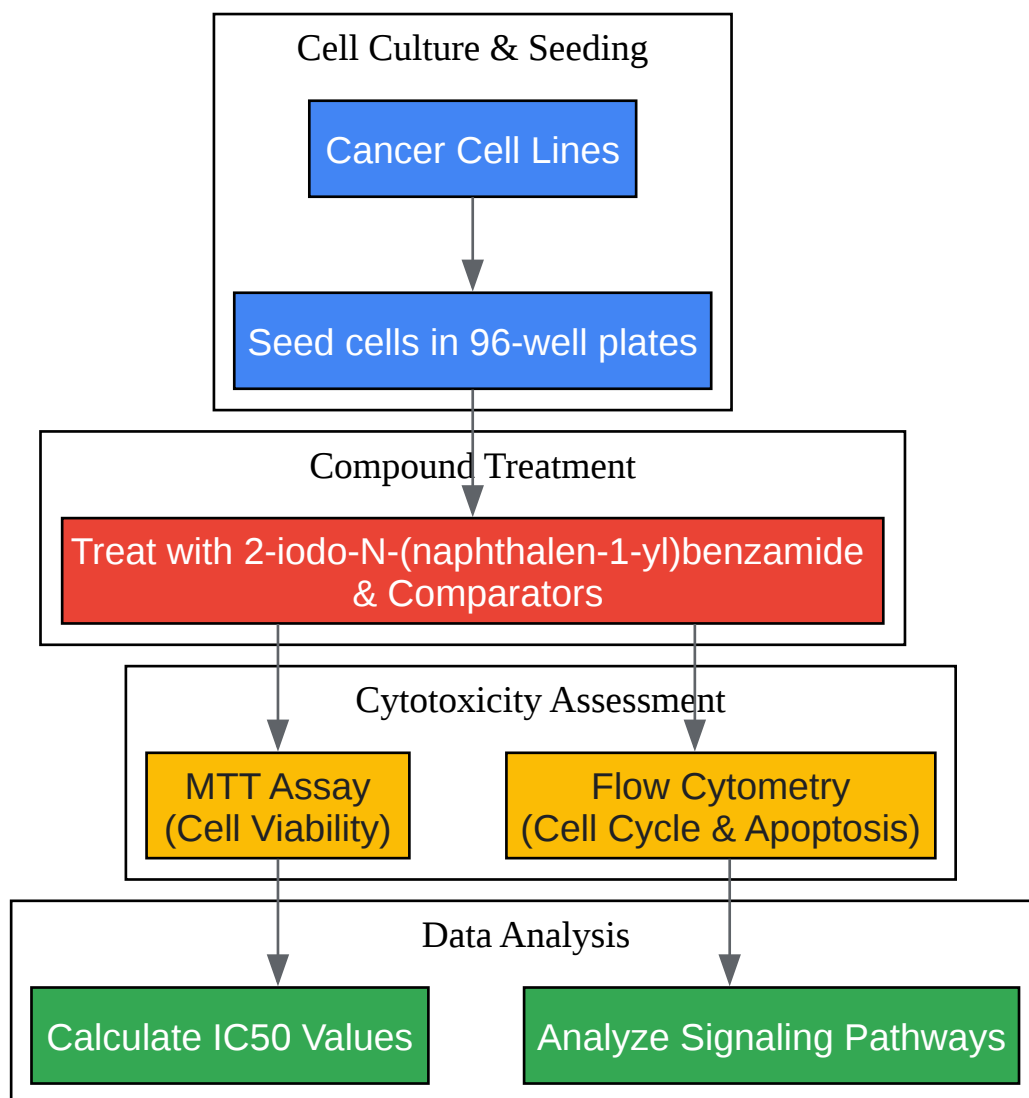 Cell Culture & Seeding
Cancer Cell Lines
Seed cells in 96-well plates
Compound Treatment
Treat with 2-iodo-N-(naphthalen-1-yl)benzamide
& Comparators
Cytotoxicity Assessment
MTT Assay
(Cell Viability)
Flow Cytometry
(Cell Cycle & Apoptosis)
Data Analysis
Calculate IC50 Values
Analyze Signaling Pathways